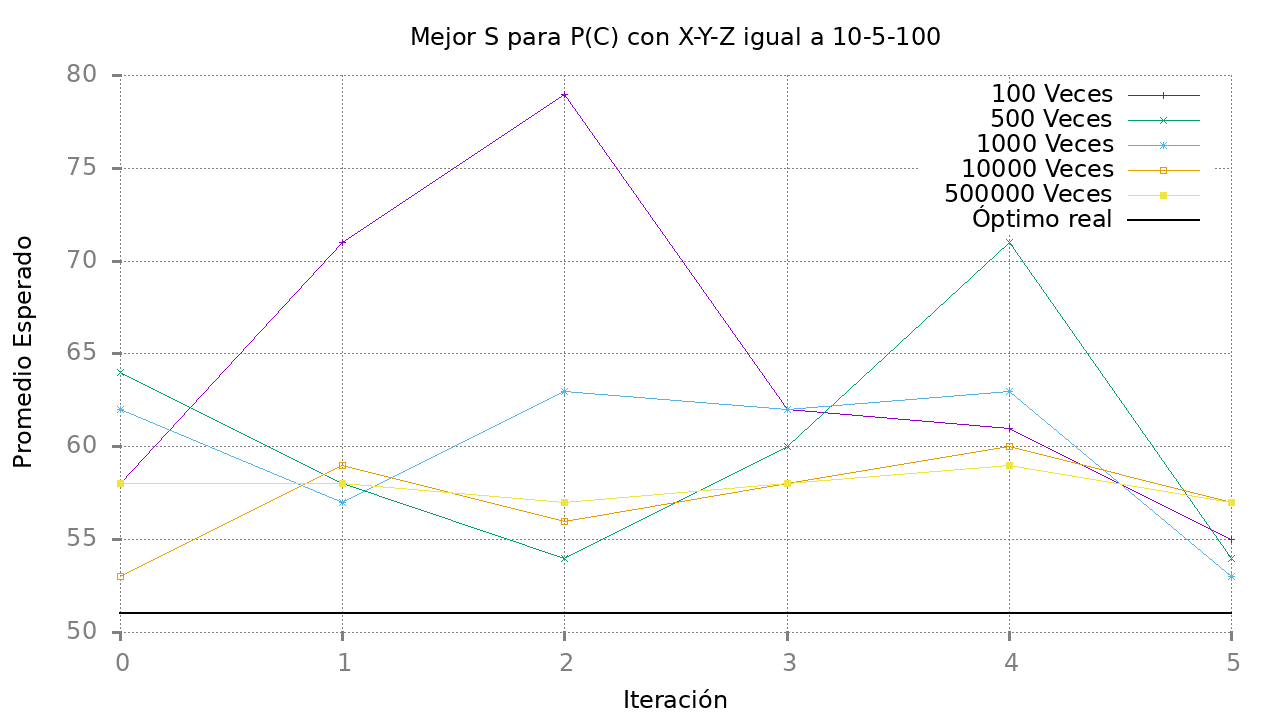 Mejor S para P(C) con X-Y-Z igual a 10-5-100
Promedio Esperado
80
75
70
65
60
55
50
0 1 2 3 4 5
Iteración
100 Veces
500 Veces
1000 Veces
10000 Veces
500000 Veces
Óptimo real